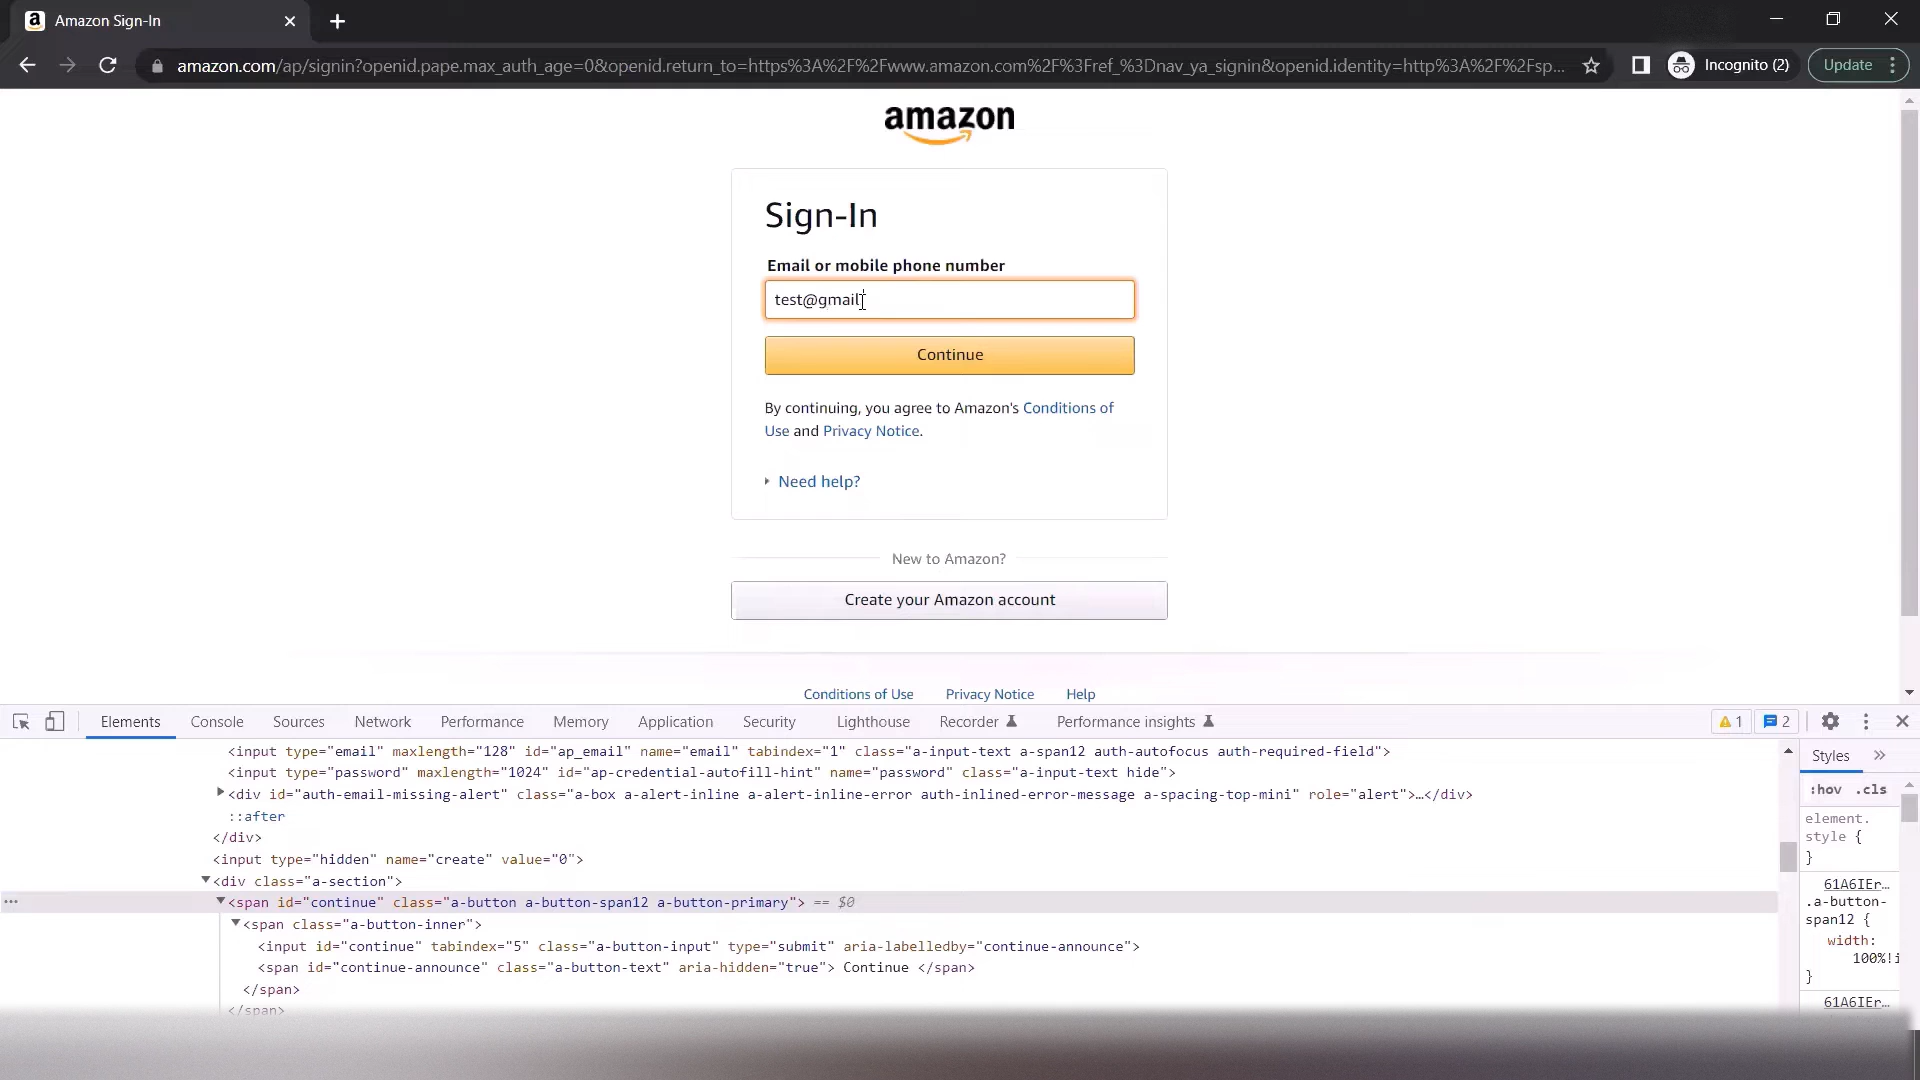 a Amazon Sign-In
amazon.com/ap/signin?openid.pape.max_auth_age=0&openid.return_to=https%3A%2F%2Fwww.amazon.com%2F%3Fref_%3Dnav_ya_signin&openid.identity=http%3A%2F%2Fsp... Incognito (2) Update
amazon
Sign-In
Email or mobile phone number
test@gmail
Continue
By continuing, you agree to Amazon's Conditions of
Use and Privacy Notice.
Need help?
New to Amazon?
Create your Amazon account
Conditions of Use Privacy Notice Help
Elements Console Sources Network Performance Memory Application Security Lighthouse Recorder Performance insights 1 2
<input type="email" maxlength="128" id="ap_email" name="email" tabindex="1" class="a-input-text a-span12 auth-autofocus auth-required-field">
<input type="password" maxlength="1024" id="ap-credential-autofill-hint" name="password" class="a-input-text hide">
<div id="auth-email-missing-alert" class="a-box a-alert-inline a-alert-inline-error auth-inlined-error-message a-spacing-top-mini" role="alert">…</div>
::after
</div>
<input type="hidden" name="create" value="0">
<div class="a-section">
<span id="continue" class="a-button a-button-span12 a-button-primary"> == $0
<span class="a-button-inner">
<input id="continue" tabindex="5" class="a-button-input" type="submit" aria-labelledby="continue-announce">
<span id="continue-announce" class="a-button-text" aria-hidden="true"> Continue </span>
</span>
</span>
Styles
:hov .cls
element.
style {
}
61A6IEr…
.a-button-
span12 {
width:
100%!i
}
61A6IEr…